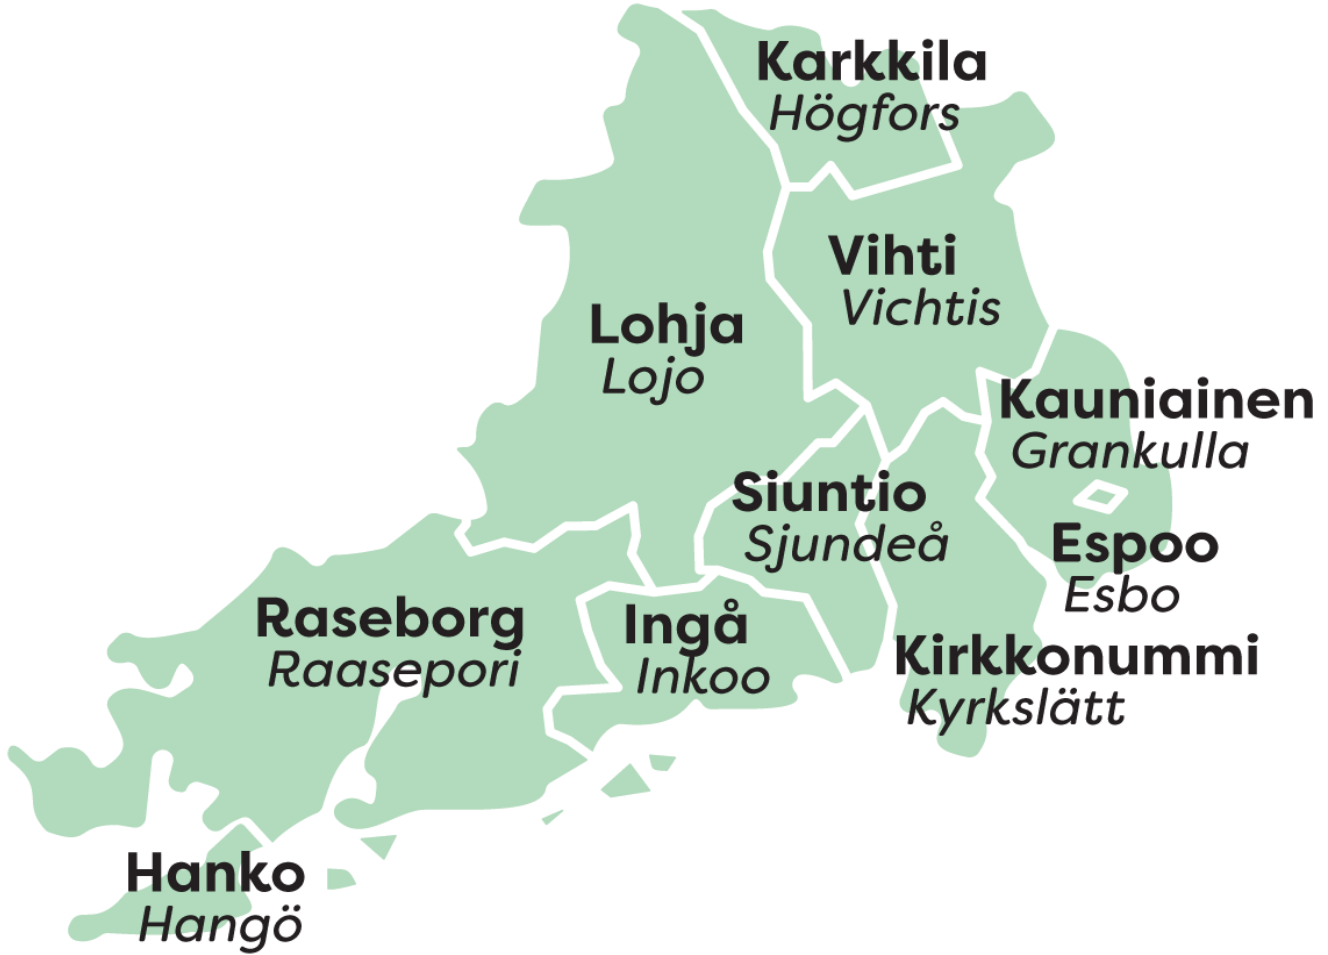 Karkkila
Högfors
Vihti
Vichtis
Lohja
Lojo
Kauniainen
Grankulla
Siuntio
Sjundeå
Espoo
Esbo
Raseborg
Raasepori
Ingå
Inkoo
Kirkkonummi
Kyrkslätt
Hanko
Hangö